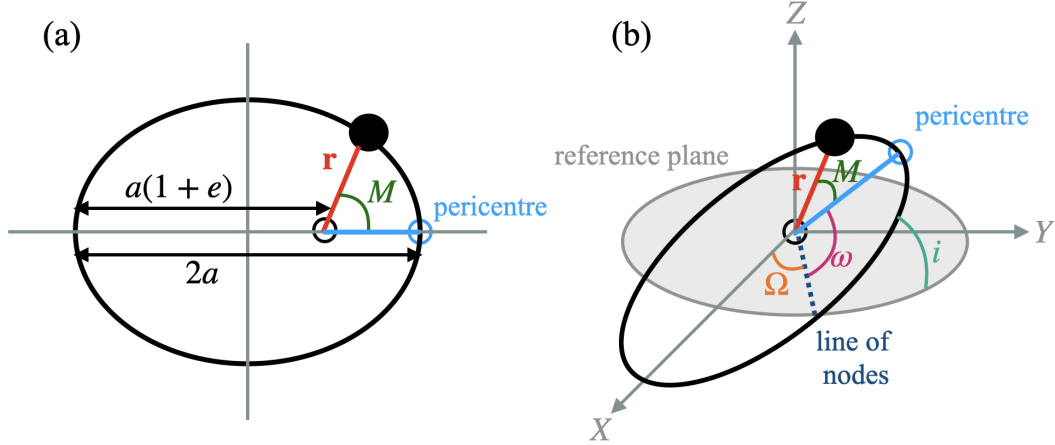 (a)
r
M
a(1 + e)
pericentre
2a
(b)
Z
pericentre
reference plane
r
M
Y
i
ω
Ω
line of
nodes
X